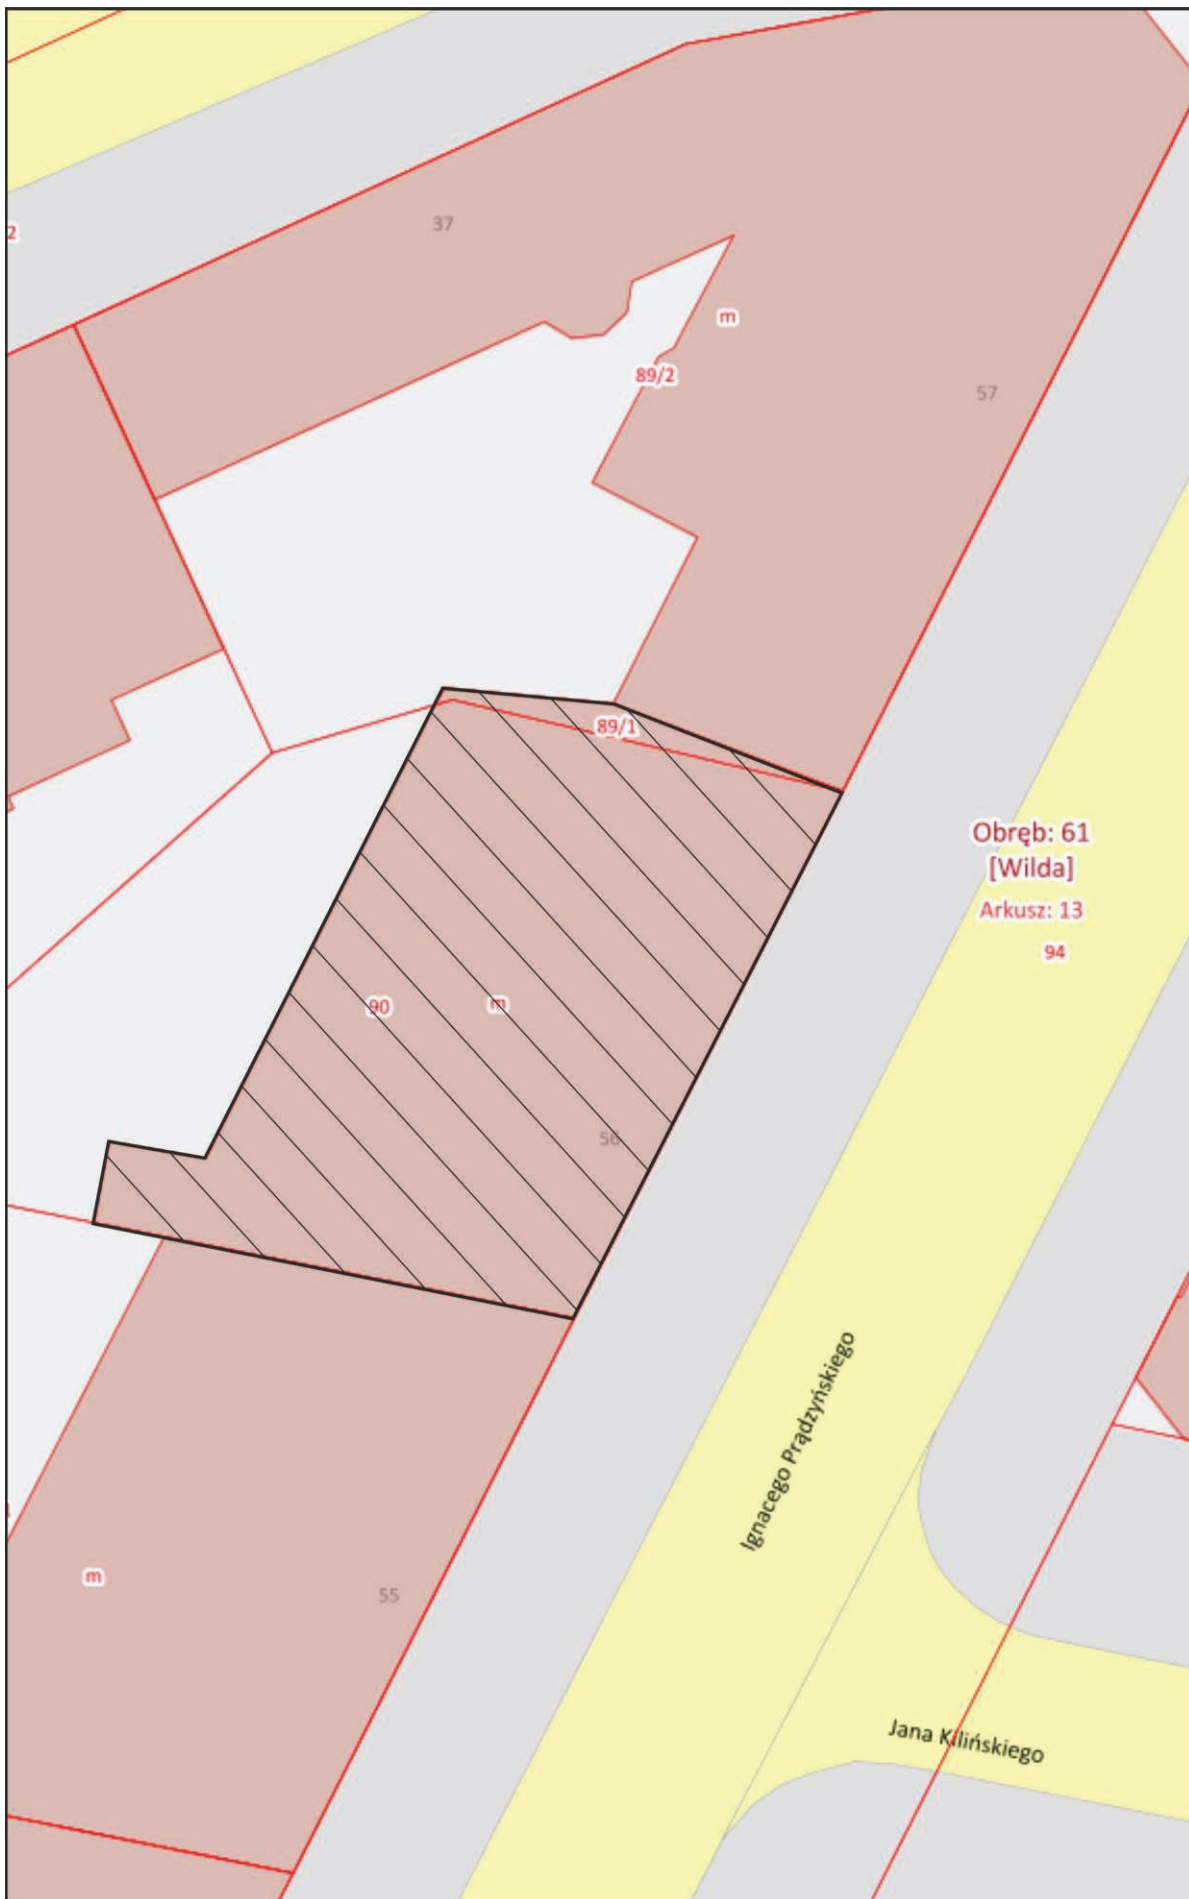 37
2
m
89/2
57
89/1
Obręb: 61
[Wilda]
Arkusz: 13
94
90
m
56
Ignacego Prądzyńskiego
m
55
Jana Kilińskiego